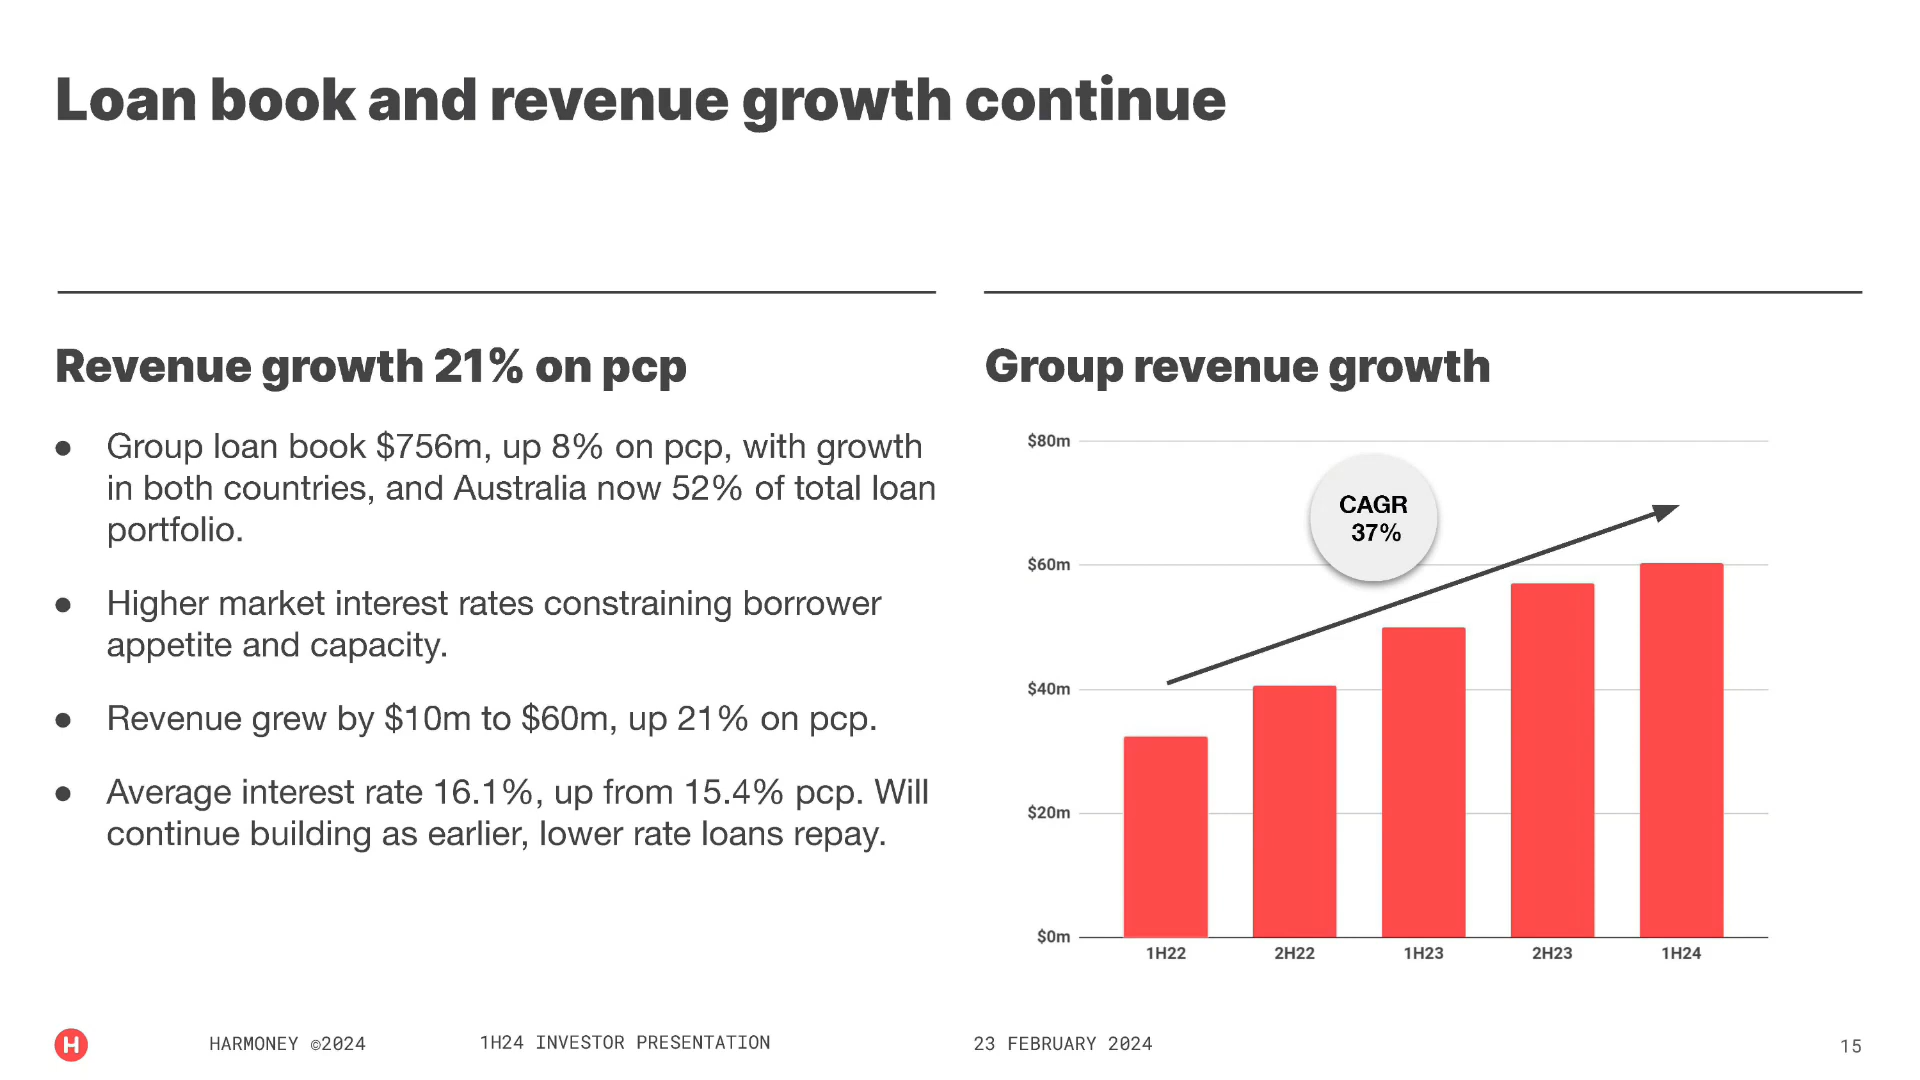 Loan book and revenue growth continue
Revenue growth 21% on pcp
● Group loan book $756m, up 8% on pcp, with growth
in both countries, and Australia now 52% of total loan
portfolio.
● Higher market interest rates constraining borrower
appetite and capacity.
● Revenue grew by $10m to $60m, up 21% on pcp.
● Average interest rate 16.1%, up from 15.4% pcp. Will
continue building as earlier, lower rate loans repay.
Group revenue growth
$80m
CAGR
37%
$60m
$40m
$20m
$0m
1H22 2H22 1H23 2H23 1H24
H HARMONEY ©2024 1H24 INVESTOR PRESENTATION 23 FEBRUARY 2024 15